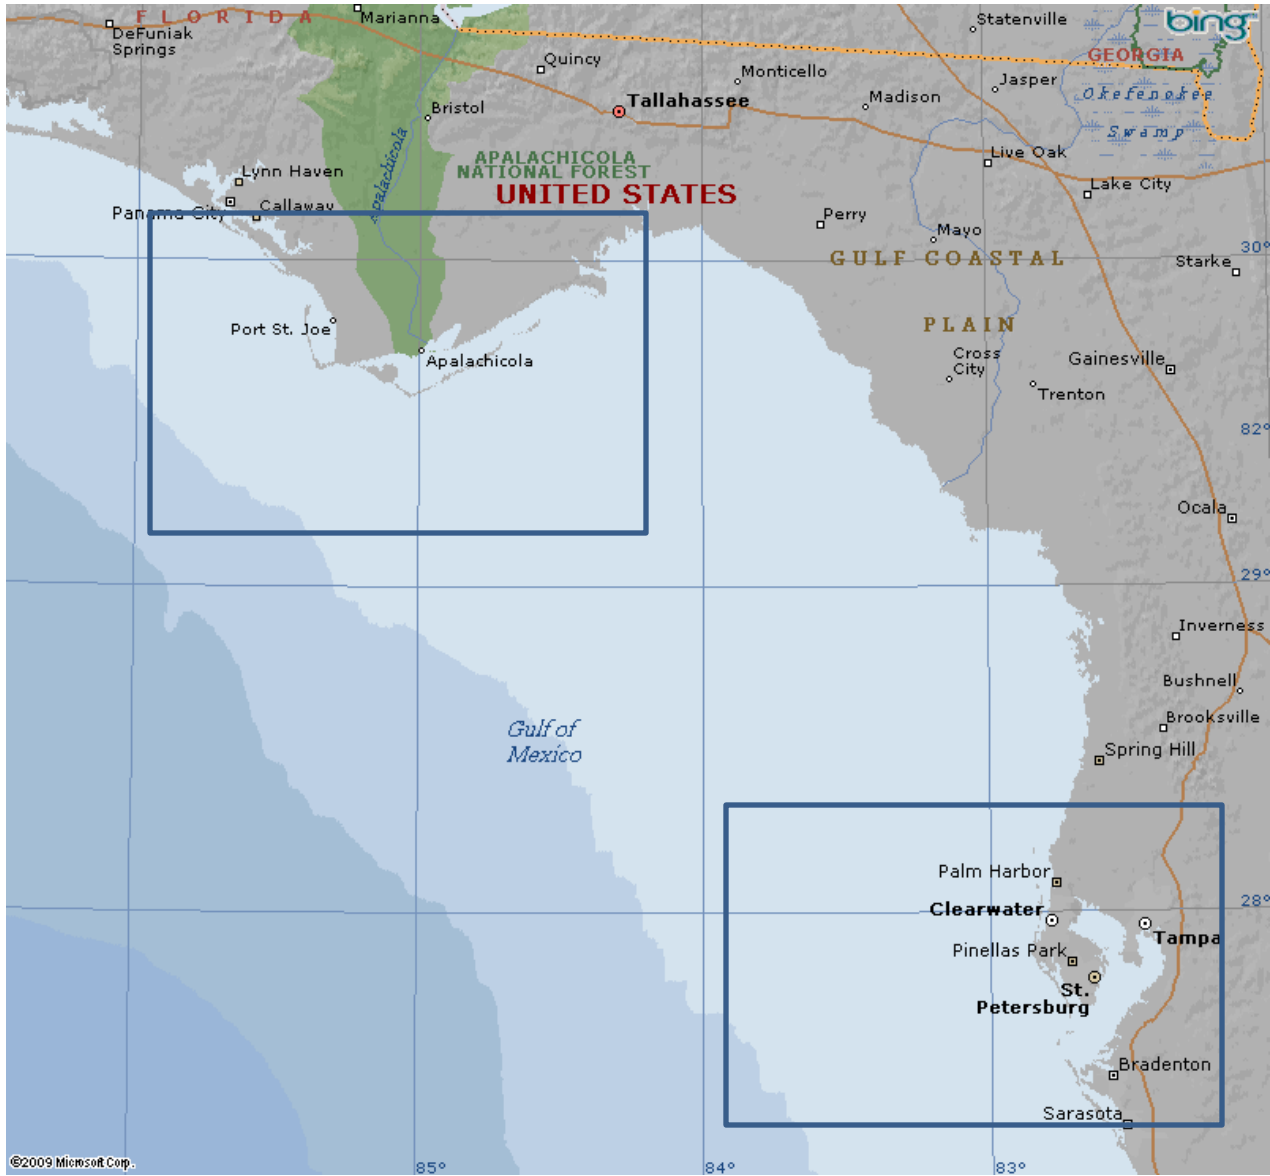 FLORIDA
Marianna
DeFuniak
Springs
Statenville
bing
GEORGIA
Quincy
Monticello
Jasper
Okefenokee
Swamp
Bristol
Tallahassee
Madison
Apalachicola
Live Oak
APALACHICOLA
NATIONAL FOREST
Lynn Haven
UNITED STATES
Lake City
Panama City
Callaway
Perry
Mayo
30°
GULF COASTAL
Starke
Port St. Joe
PLAIN
Apalachicola
Cross
City
Gainesville
Trenton
82°
Ocala
29°
Inverness
Bushnell
Brooksville
Gulf of
Mexico
Spring Hill
Palm Harbor
28°
Clearwater
Tampa
Pinellas Park
St.
Petersburg
Bradenton
Sarasota
©2009 Microsoft Corp.
85°
84°
83°